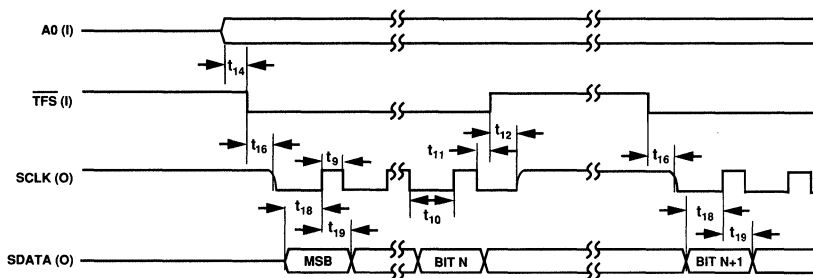 A0 (I)
t14
TFS (I)
t16 t9 t11 t12 t16
SCLK (O)
t18 t10 t18
t19 t19
SDATA (O) MSB BIT N BIT N+1